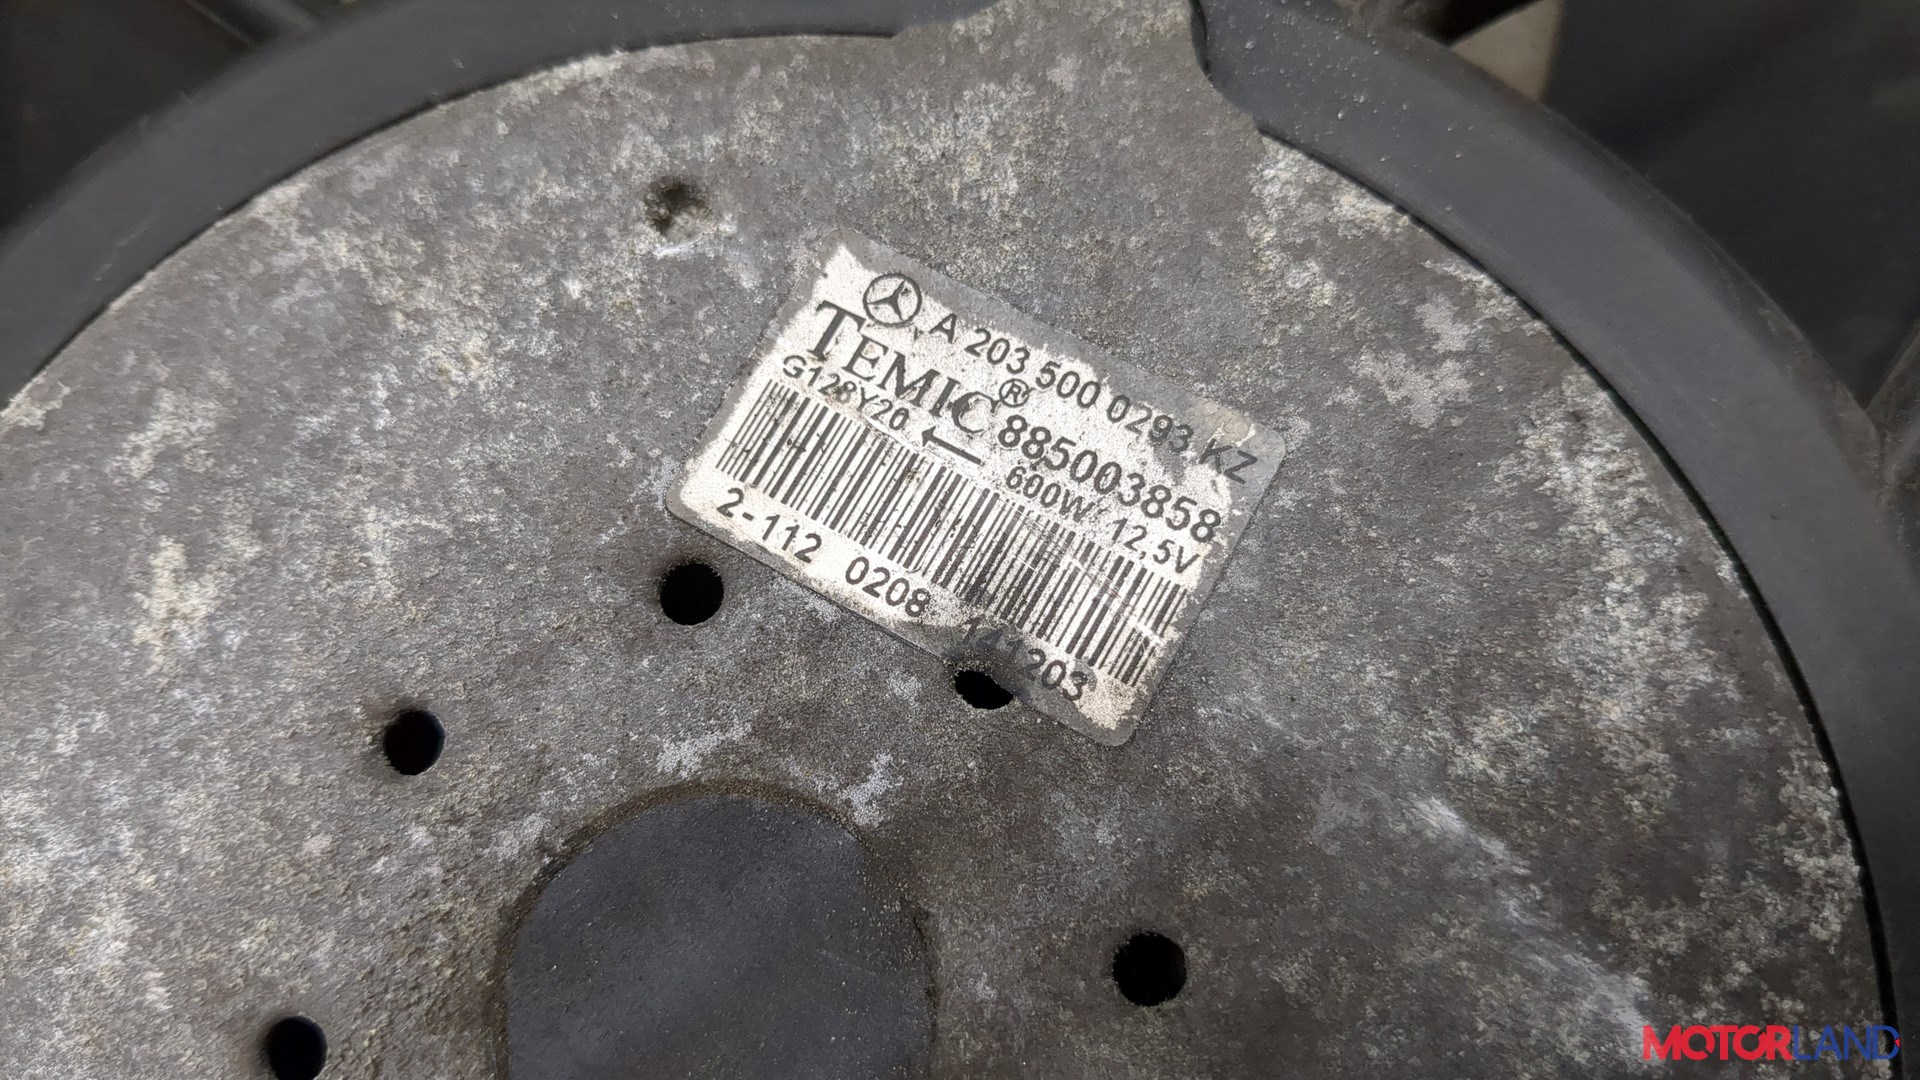 A 203 500 0293 KZ
TEMIC® 885003858
G128Y20 ← 600W 12.5V
2-112 0208 141203
MOTORLAND